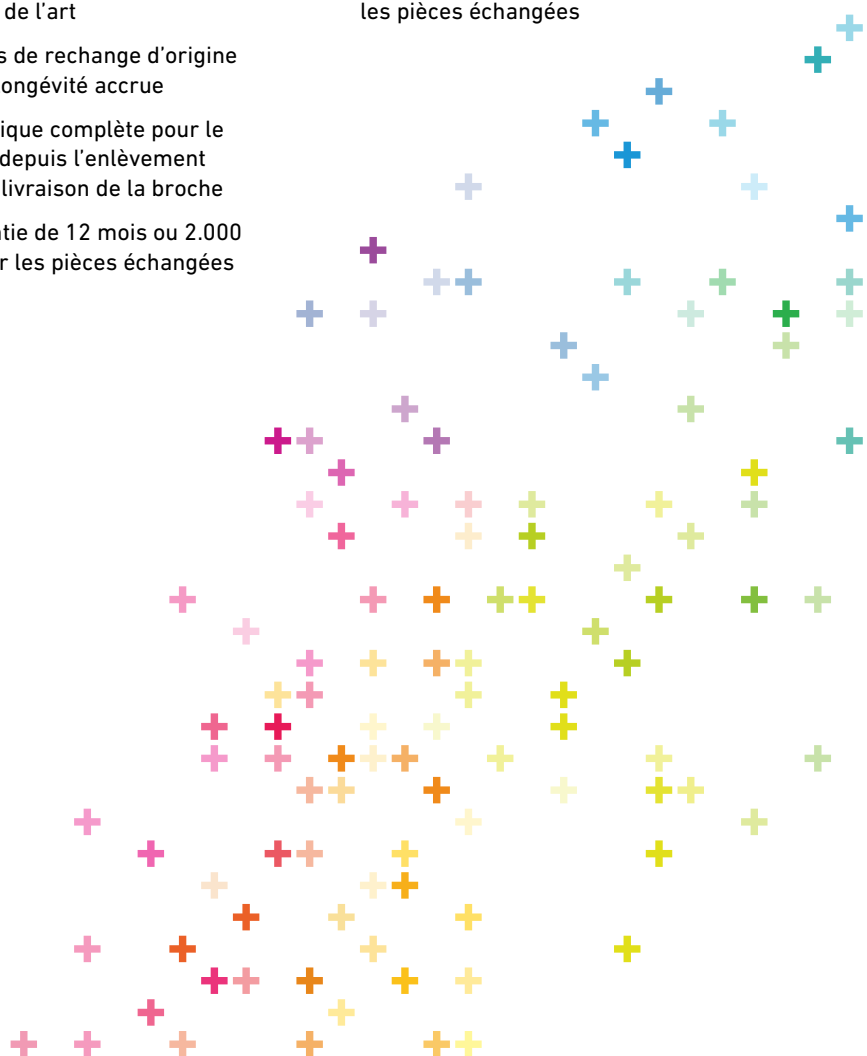 de l’art
s de rechange d’origine
ongévité accrue
ique complète pour le
depuis l’enlèvement
livraison de la broche
tie de 12 mois ou 2.000
r les pièces échangées
les pièces échangées